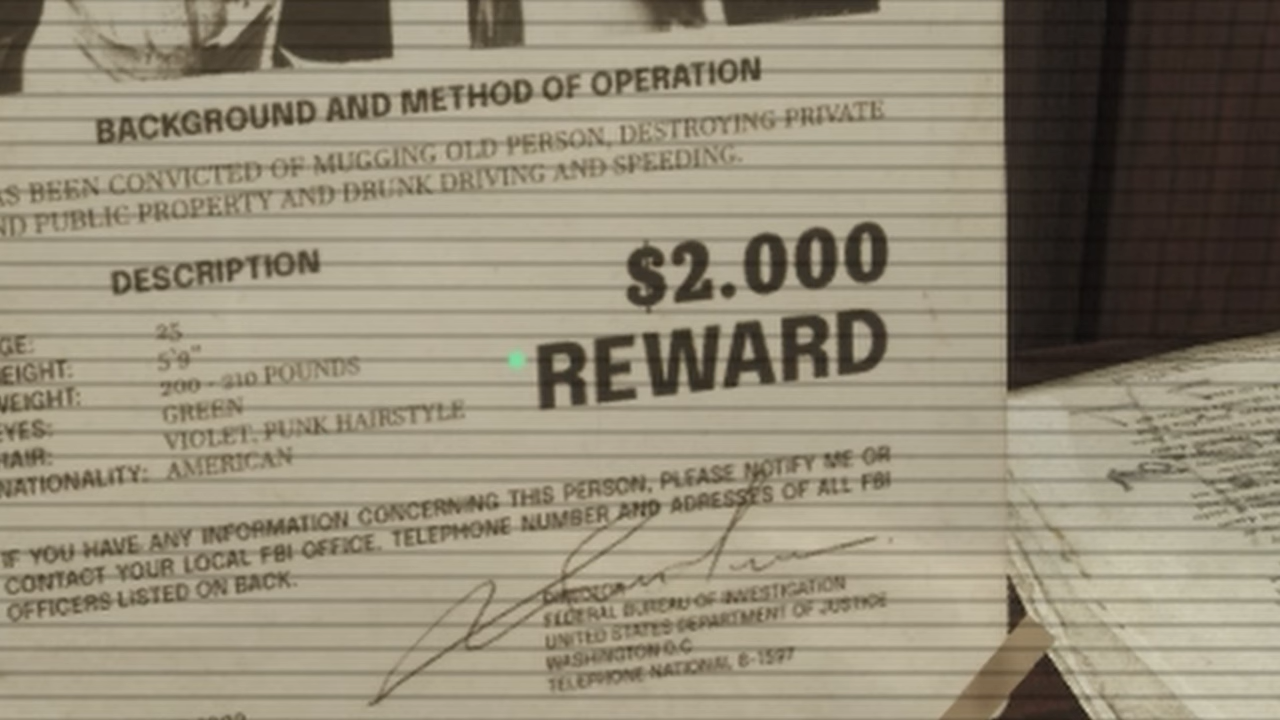 BACKGROUND AND METHOD OF OPERATION
AS BEEN CONVICTED OF MUGGING OLD PERSON, DESTROYING PRIVATE
ND PUBLIC PROPERTY AND DRUNK DRIVING AND SPEEDING.
DESCRIPTION
$2.000
REWARD
GE: 25
EIGHT: 5'9"
WEIGHT: 200 - 210 POUNDS
EYES: GREEN
HAIR: VIOLET, PUNK HAIRSTYLE
NATIONALITY: AMERICAN
IF YOU HAVE ANY INFORMATION CONCERNING THIS PERSON, PLEASE NOTIFY ME OR
CONTACT YOUR LOCAL FBI OFFICE. TELEPHONE NUMBER AND ADRESSES OF ALL FBI
OFFICERS LISTED ON BACK.
DIRECTOR
FEDERAL BUREAU OF INVESTIGATION
UNITED STATES DEPARTMENT OF JUSTICE
WASHINGTON D.C
TELEPHONE NATIONAL, 8-1597